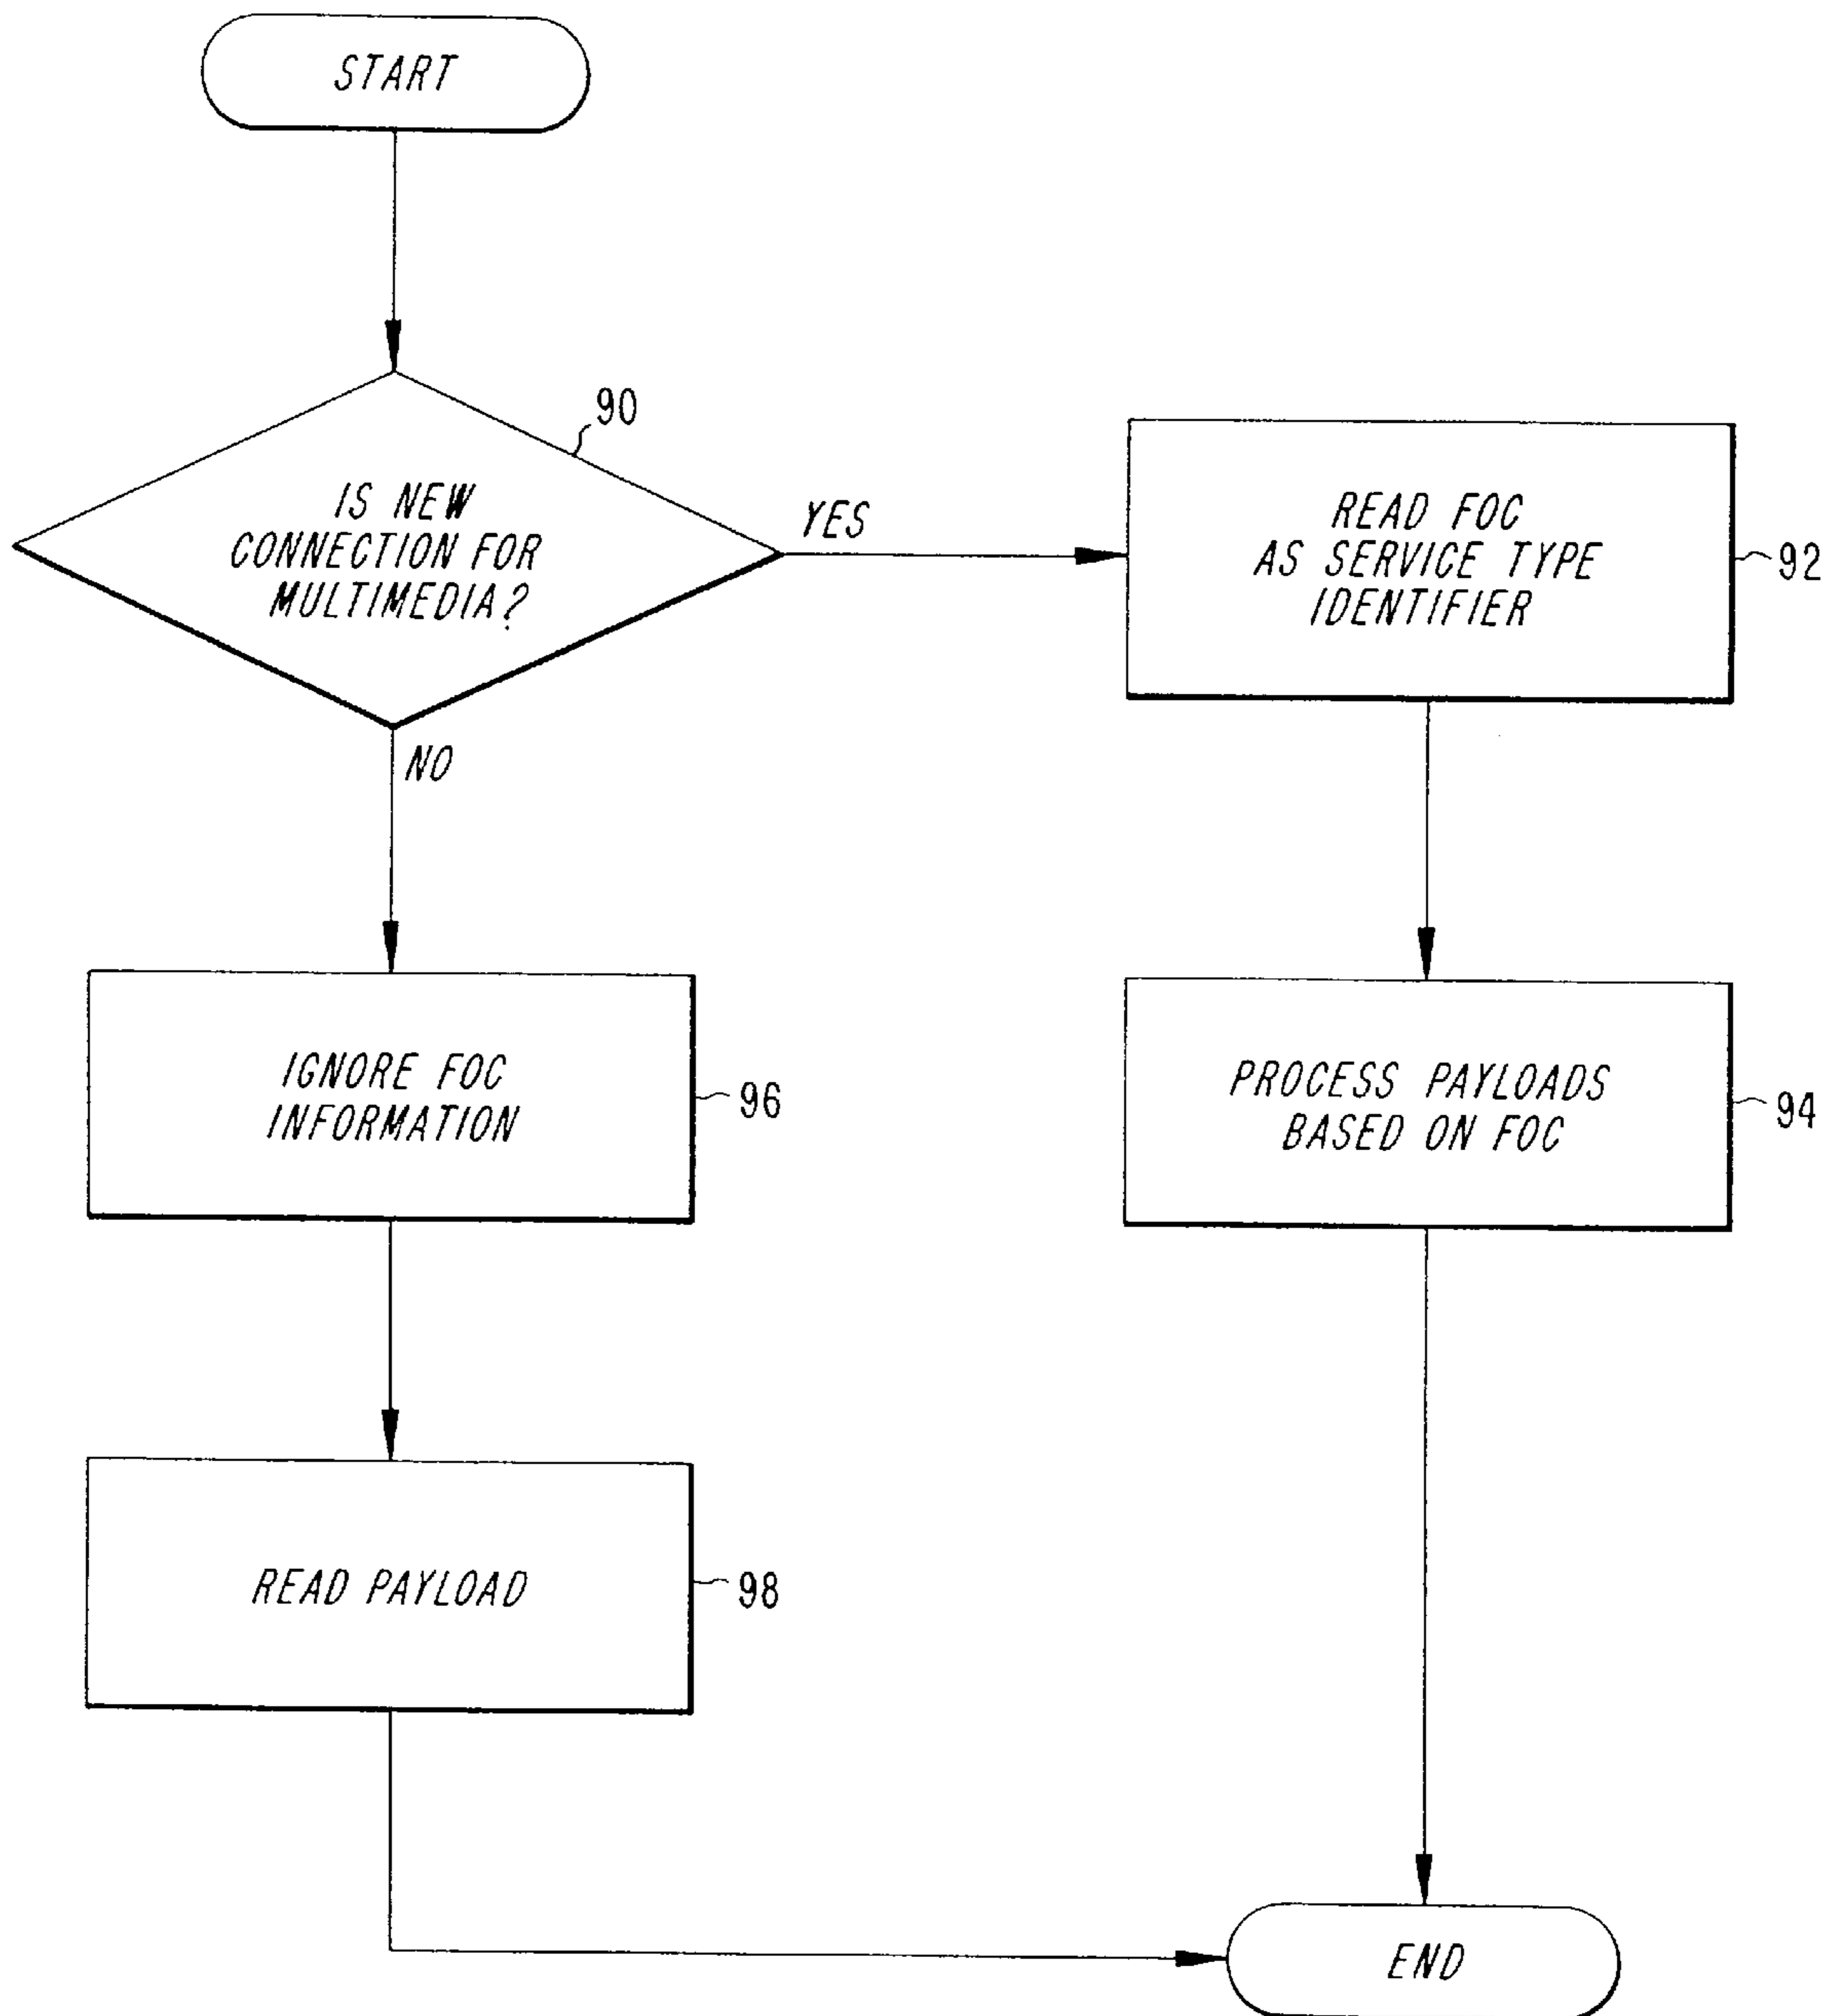 START
90
IS NEW
CONNECTION FOR
MULTIMEDIA?
YES
READ FOC
AS SERVICE TYPE
IDENTIFIER
92
NO
IGNORE FOC
INFORMATION
96
PROCESS PAYLOADS
BASED ON FOC
94
READ PAYLOAD
98
END